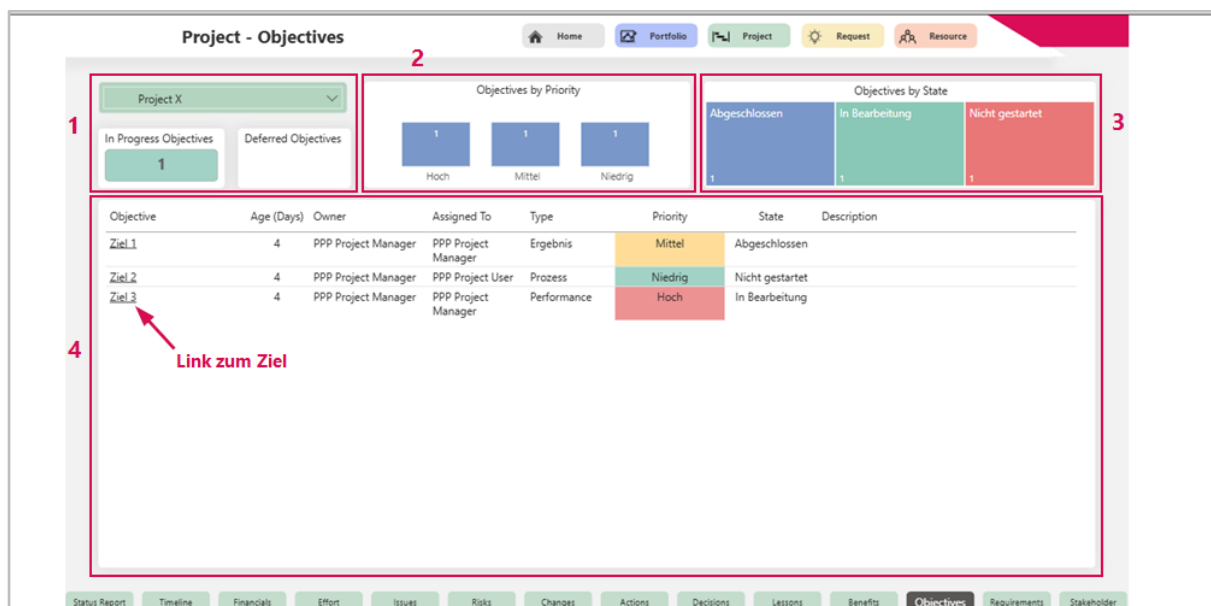 Project - Objectives
Home
Portfolio
Project
Request
Resource
2
Project X
Objectives by Priority
Objectives by State
1
3
In Progress Objectives
Deferred Objectives
1
1
1
1
Hoch
Mittel
Niedrig
Abgeschlossen
In Bearbeitung
Nicht gestartet
1
1
1
Objective Age (Days) Owner Assigned To Type Priority State Description
Ziel 1 4 PPP Project Manager PPP Project Ergebnis Mittel Abgeschlossen
Manager
Ziel 2 4 PPP Project Manager PPP Project User Prozess Niedrig Nicht gestartet
Ziel 3 4 PPP Project Manager PPP Project Performance Hoch In Bearbeitung
Manager
4
Link zum Ziel
Status Report Timeline Financials Effort Issues Risks Changes Actions Decisions Lessons Benefits Objectives Requirements Stakeholder